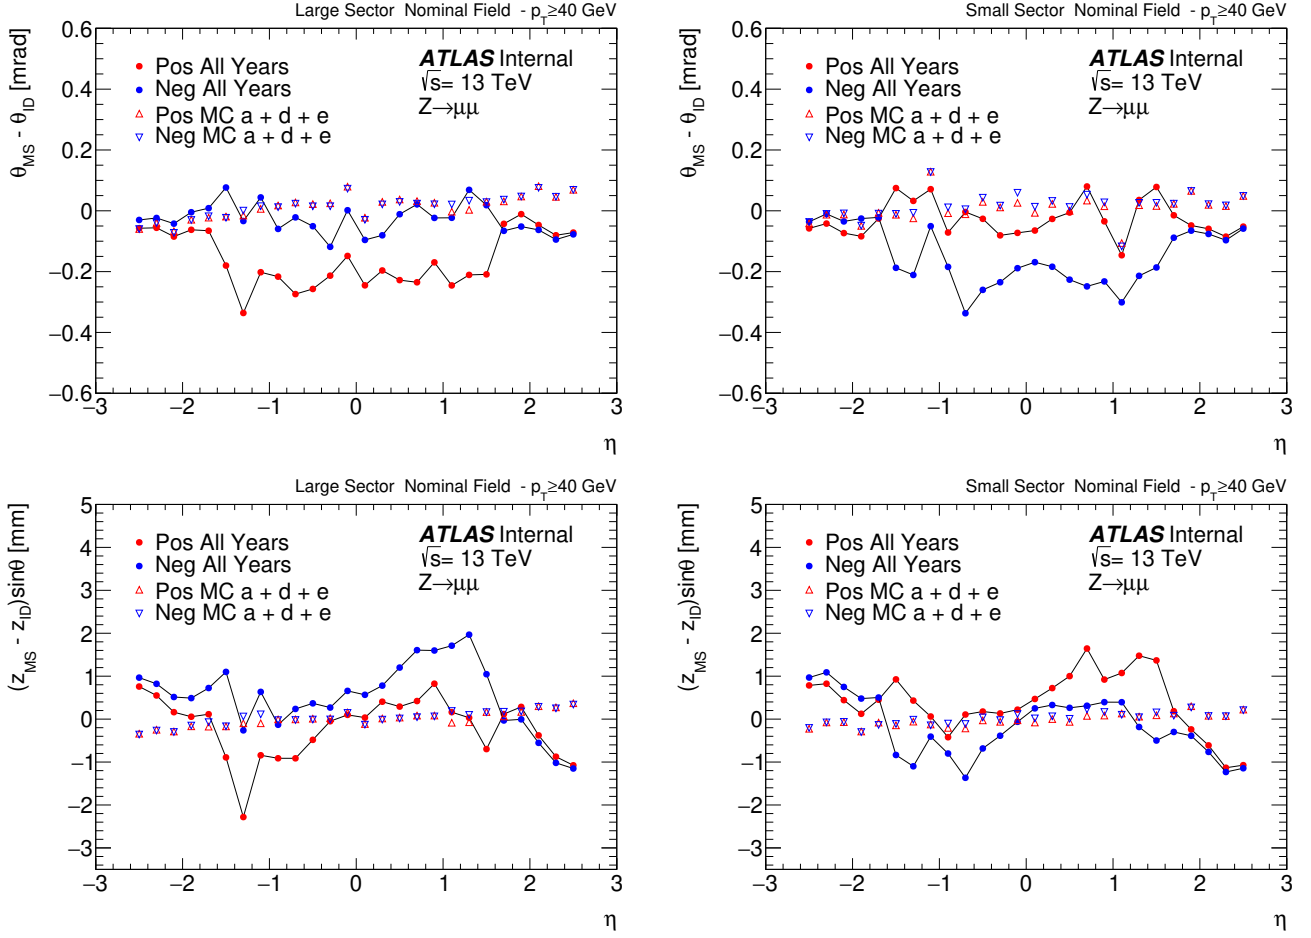 Large Sector Nominal Field - p_T≥40 GeV
θ_MS - θ_ID [mrad]
0.6
0.4
0.2
0
−0.2
−0.4
−0.6
Pos All Years
Neg All Years
Pos MC a + d + e
Neg MC a + d + e
ATLAS Internal
√s= 13 TeV
Z→μμ
−3 −2 −1 0 1 2 3
η
Small Sector Nominal Field - p_T≥40 GeV
θ_MS - θ_ID [mrad]
0.6
0.4
0.2
0
−0.2
−0.4
−0.6
Pos All Years
Neg All Years
Pos MC a + d + e
Neg MC a + d + e
ATLAS Internal
√s= 13 TeV
Z→μμ
−3 −2 −1 0 1 2 3
η
Large Sector Nominal Field - p_T≥40 GeV
(z_MS - z_ID)sinθ [mm]
5
4
3
2
1
0
−1
−2
−3
Pos All Years
Neg All Years
Pos MC a + d + e
Neg MC a + d + e
ATLAS Internal
√s= 13 TeV
Z→μμ
−3 −2 −1 0 1 2 3
η
Small Sector Nominal Field - p_T≥40 GeV
(z_MS - z_ID)sinθ [mm]
5
4
3
2
1
0
−1
−2
−3
Pos All Years
Neg All Years
Pos MC a + d + e
Neg MC a + d + e
ATLAS Internal
√s= 13 TeV
Z→μμ
−3 −2 −1 0 1 2 3
η